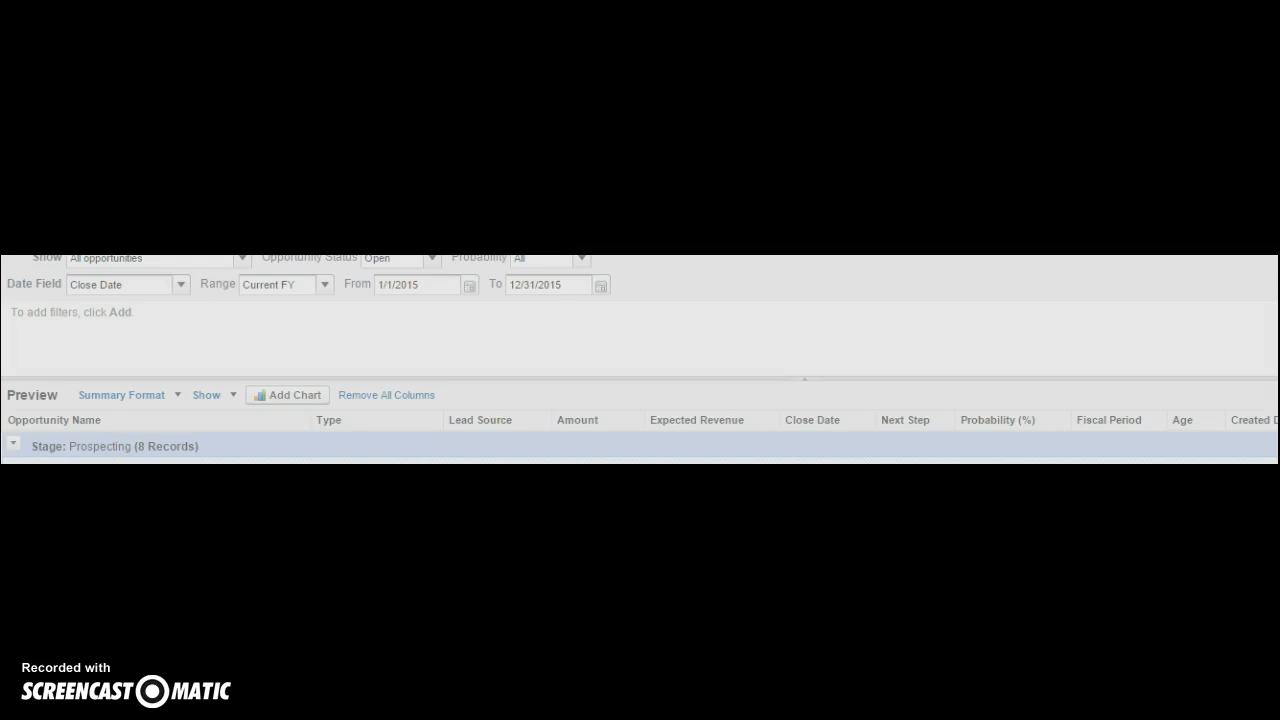 Show All opportunities Opportunity Status Open Probability All
Date Field Close Date Range Current FY From 1/1/2015 To 12/31/2015
To add filters, click Add.
Preview Summary Format Show Add Chart Remove All Columns
Opportunity Name Type Lead Source Amount Expected Revenue Close Date Next Step Probability (%) Fiscal Period Age Created D
Stage: Prospecting (8 Records)
Recorded with
SCREENCAST MATIC